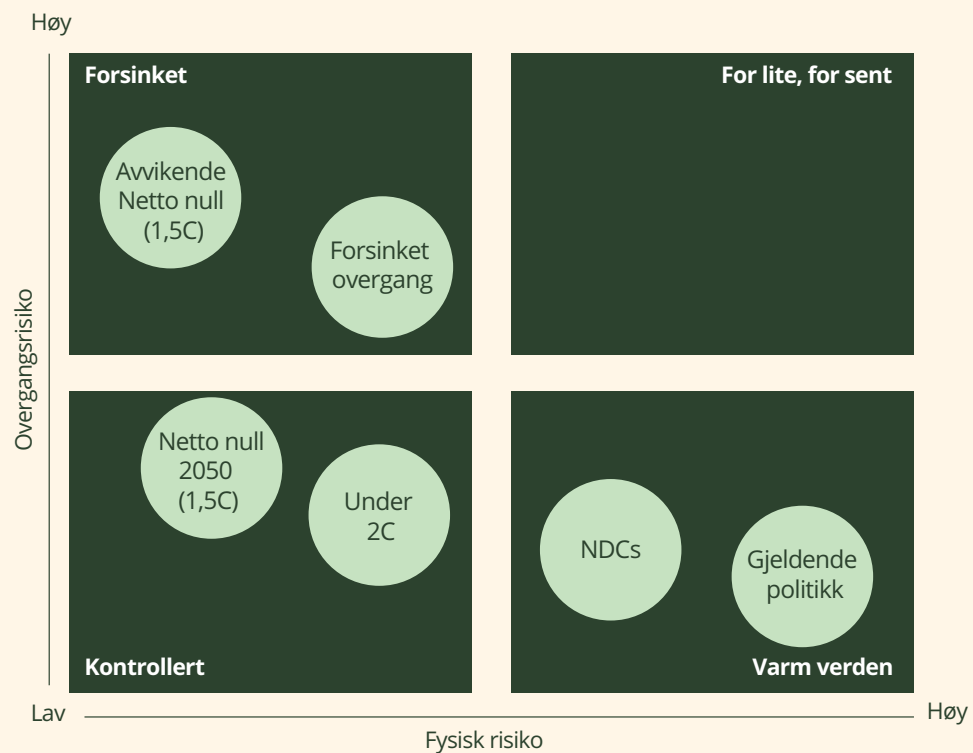 Høy
Forsinket
For lite, for sent
Avvikende
Netto null
(1,5C)
Forsinket
overgang
Overgangsrisiko
Netto null
2050
(1,5C)
Under
2C
NDCs
Gjeldende
politikk
Kontrollert
Varm verden
Lav
Høy
Fysisk risiko